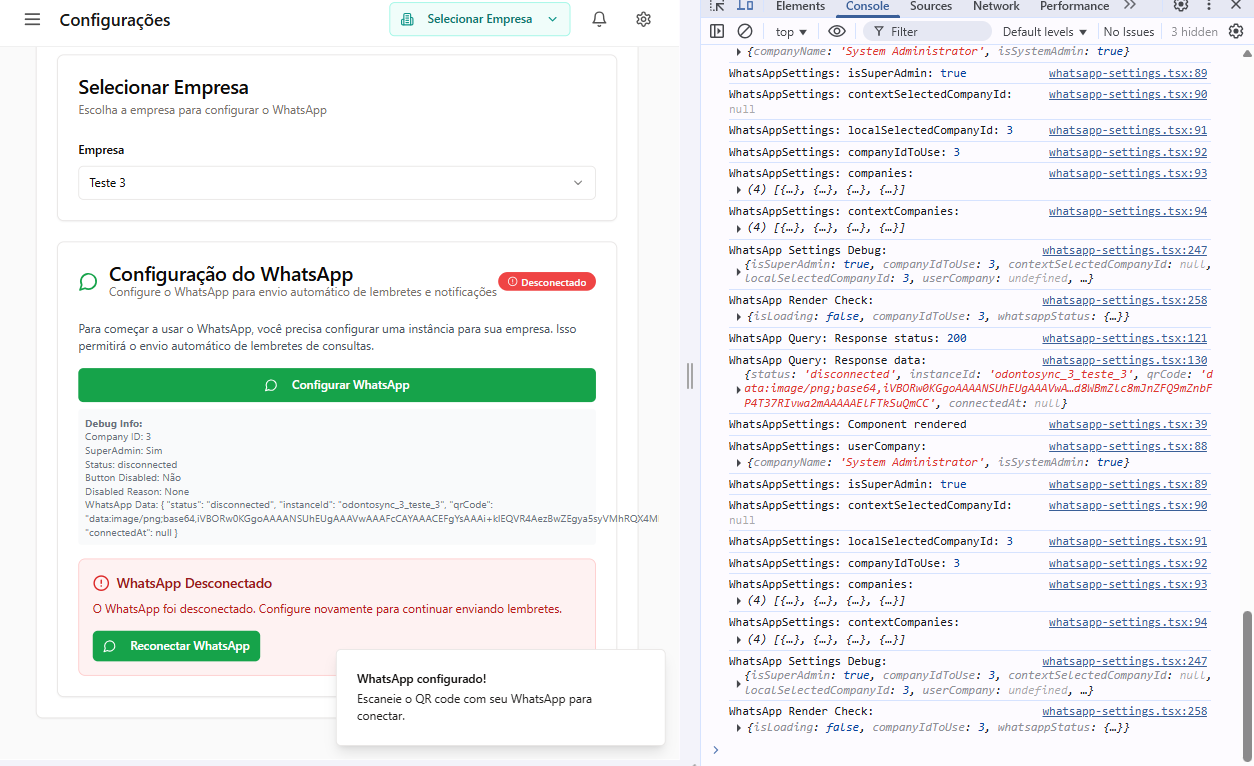 Configurações
Selecionar Empresa
Selecionar Empresa
Escolha a empresa para configurar o WhatsApp
Empresa
Teste 3
Configuração do WhatsApp
Configure o WhatsApp para envio automático de lembretes e notificações
Desconectado
Para começar a usar o WhatsApp, você precisa configurar uma instância para sua empresa. Isso
permitirá o envio automático de lembretes de consultas.
Configurar WhatsApp
Debug Info:
Company ID: 3
SuperAdmin: Sim
Status: disconnected
Button Disabled: Não
Disabled Reason: None
WhatsApp Data: { "status": "disconnected", "instanceId": "odontosync_3_teste_3", "qrCode":
"connectedAt": null }
WhatsApp Desconectado
O WhatsApp foi desconectado. Configure novamente para continuar enviando lembretes.
Reconectar WhatsApp
WhatsApp configurado!
Escaneie o QR code com seu WhatsApp para
conectar.
Elements Console Sources Network Performance
top Filter Default levels No Issues 3 hidden
{companyName: 'System Administrator', isSystemAdmin: true}
WhatsAppSettings: isSuperAdmin: true whatsapp-settings.tsx:89
WhatsAppSettings: contextSelectedCompanyId: whatsapp-settings.tsx:90
null
WhatsAppSettings: localSelectedCompanyId: 3 whatsapp-settings.tsx:91
WhatsAppSettings: companyIdToUse: 3 whatsapp-settings.tsx:92
WhatsAppSettings: companies: whatsapp-settings.tsx:93
(4) [{…}, {…}, {…}, {…}]
WhatsAppSettings: contextCompanies: whatsapp-settings.tsx:94
(4) [{…}, {…}, {…}, {…}]
WhatsApp Settings Debug: whatsapp-settings.tsx:247
{isSuperAdmin: true, companyIdToUse: 3, contextSelectedCompanyId: null,
localSelectedCompanyId: 3, userCompany: undefined, …}
WhatsApp Render Check: whatsapp-settings.tsx:258
{isLoading: false, companyIdToUse: 3, whatsappStatus: {…}}
WhatsApp Query: Response status: 200 whatsapp-settings.tsx:121
WhatsApp Query: Response data: whatsapp-settings.tsx:130
{status: 'disconnected', instanceId: 'odontosync_3_teste_3', qrCode: 'd
connectedAt: null}
WhatsAppSettings: Component rendered whatsapp-settings.tsx:39
WhatsAppSettings: userCompany: whatsapp-settings.tsx:88
{companyName: 'System Administrator', isSystemAdmin: true}
WhatsAppSettings: isSuperAdmin: true whatsapp-settings.tsx:89
WhatsAppSettings: contextSelectedCompanyId: whatsapp-settings.tsx:90
null
WhatsAppSettings: localSelectedCompanyId: 3 whatsapp-settings.tsx:91
WhatsAppSettings: companyIdToUse: 3 whatsapp-settings.tsx:92
WhatsAppSettings: companies: whatsapp-settings.tsx:93
(4) [{…}, {…}, {…}, {…}]
WhatsAppSettings: contextCompanies: whatsapp-settings.tsx:94
(4) [{…}, {…}, {…}, {…}]
WhatsApp Settings Debug: whatsapp-settings.tsx:247
{isSuperAdmin: true, companyIdToUse: 3, contextSelectedCompanyId: null,
localSelectedCompanyId: 3, userCompany: undefined, …}
WhatsApp Render Check: whatsapp-settings.tsx:258
{isLoading: false, companyIdToUse: 3, whatsappStatus: {…}}